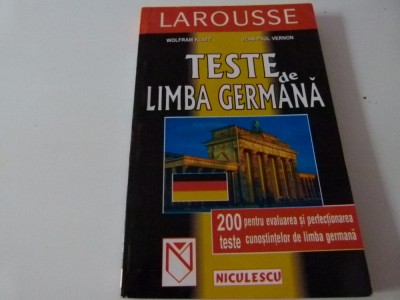 LAROUSSE
WOLFRAM KLATT JEAN-PAUL VERNON
TESTE
de
LIMBA GERMANĂ
200 pentru evaluarea și perfecționarea
teste cunoștințelor de limba germană
N
NICULESCU